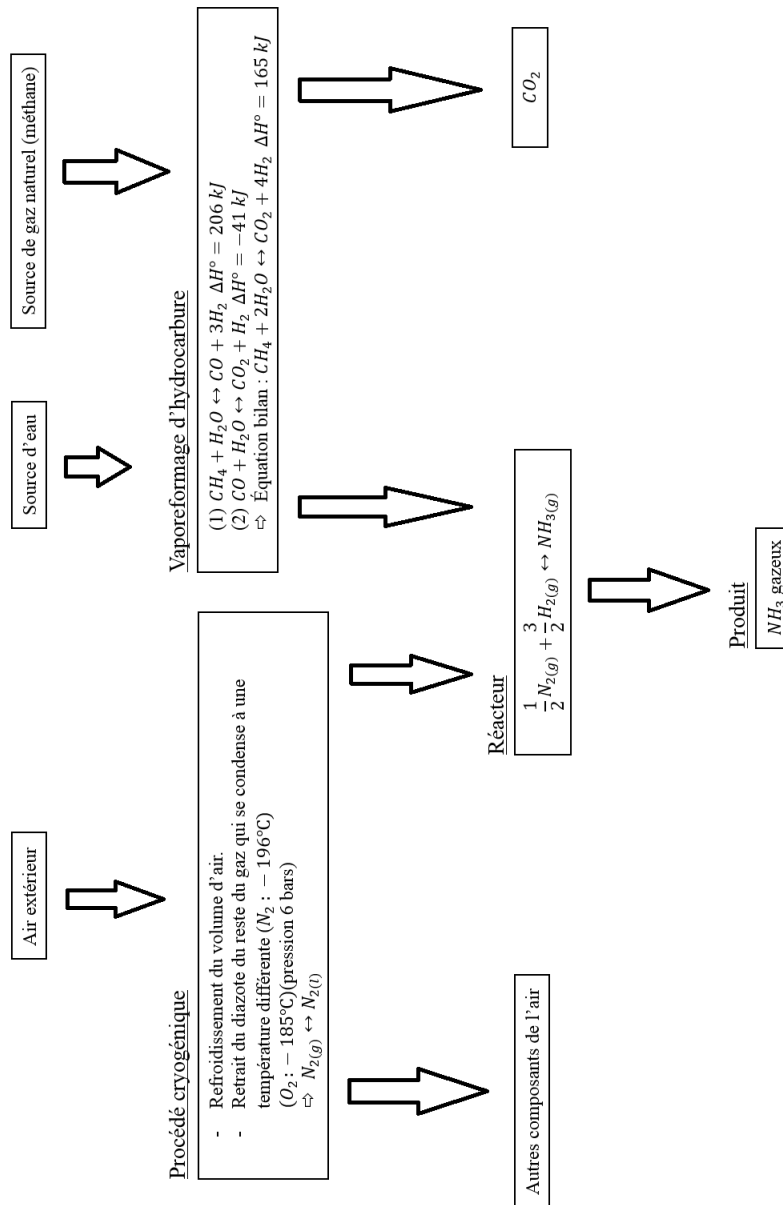 Air extérieur
Source d'eau
Source de gaz naturel (méthane)
Procédé cryogénique
- Refroidissement du volume d'air.
- Retrait du diazote du reste du gaz qui se condense à une
température différente (N₂ : − 196°C)
(O₂ : − 185°C)(pression 6 bars)
⇨ N₂₍g₎ ↔ N₂₍l₎
Vaporeformage d'hydrocarbure
(1) CH₄ + H₂O ↔ CO + 3H₂ ΔH° = 206 kJ
(2) CO + H₂O ↔ CO₂ + H₂ ΔH° = −41 kJ
⇨ Équation bilan : CH₄ + 2H₂O ↔ CO₂ + 4H₂ ΔH° = 165 kJ
Autres composants de l'air
Réacteur
1/2 N₂₍g₎ + 3/2 H₂₍g₎ ↔ NH₃₍g₎
CO₂
Produit
NH₃ gazeux